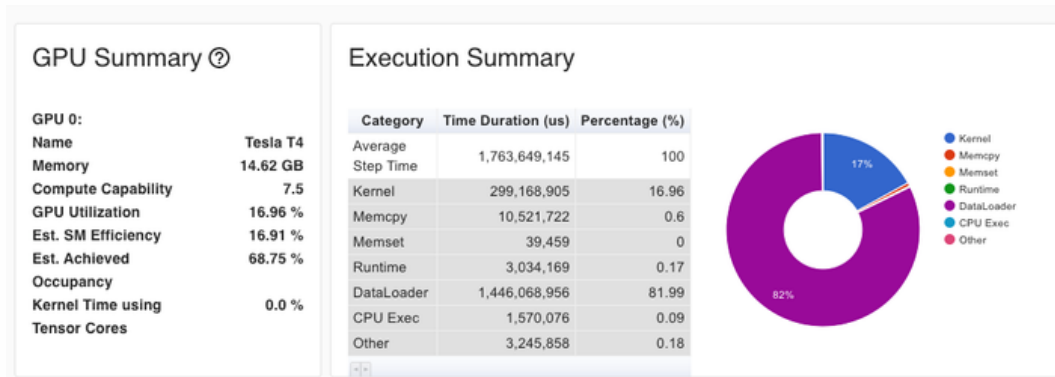 GPU Summary
GPU 0:
Name Tesla T4
Memory 14.62 GB
Compute Capability 7.5
GPU Utilization 16.96 %
Est. SM Efficiency 16.91 %
Est. Achieved 68.75 %
Occupancy
Kernel Time using 0.0 %
Tensor Cores
Execution Summary
Category Time Duration (us) Percentage (%)
Average
Step Time 1,763,649,145 100
Kernel 299,168,905 16.96
Memcpy 10,521,722 0.6
Memset 39,459 0
Runtime 3,034,169 0.17
DataLoader 1,446,068,956 81.99
CPU Exec 1,570,076 0.09
Other 3,245,858 0.18
17%
82%
Kernel
Memcpy
Memset
Runtime
DataLoader
CPU Exec
Other